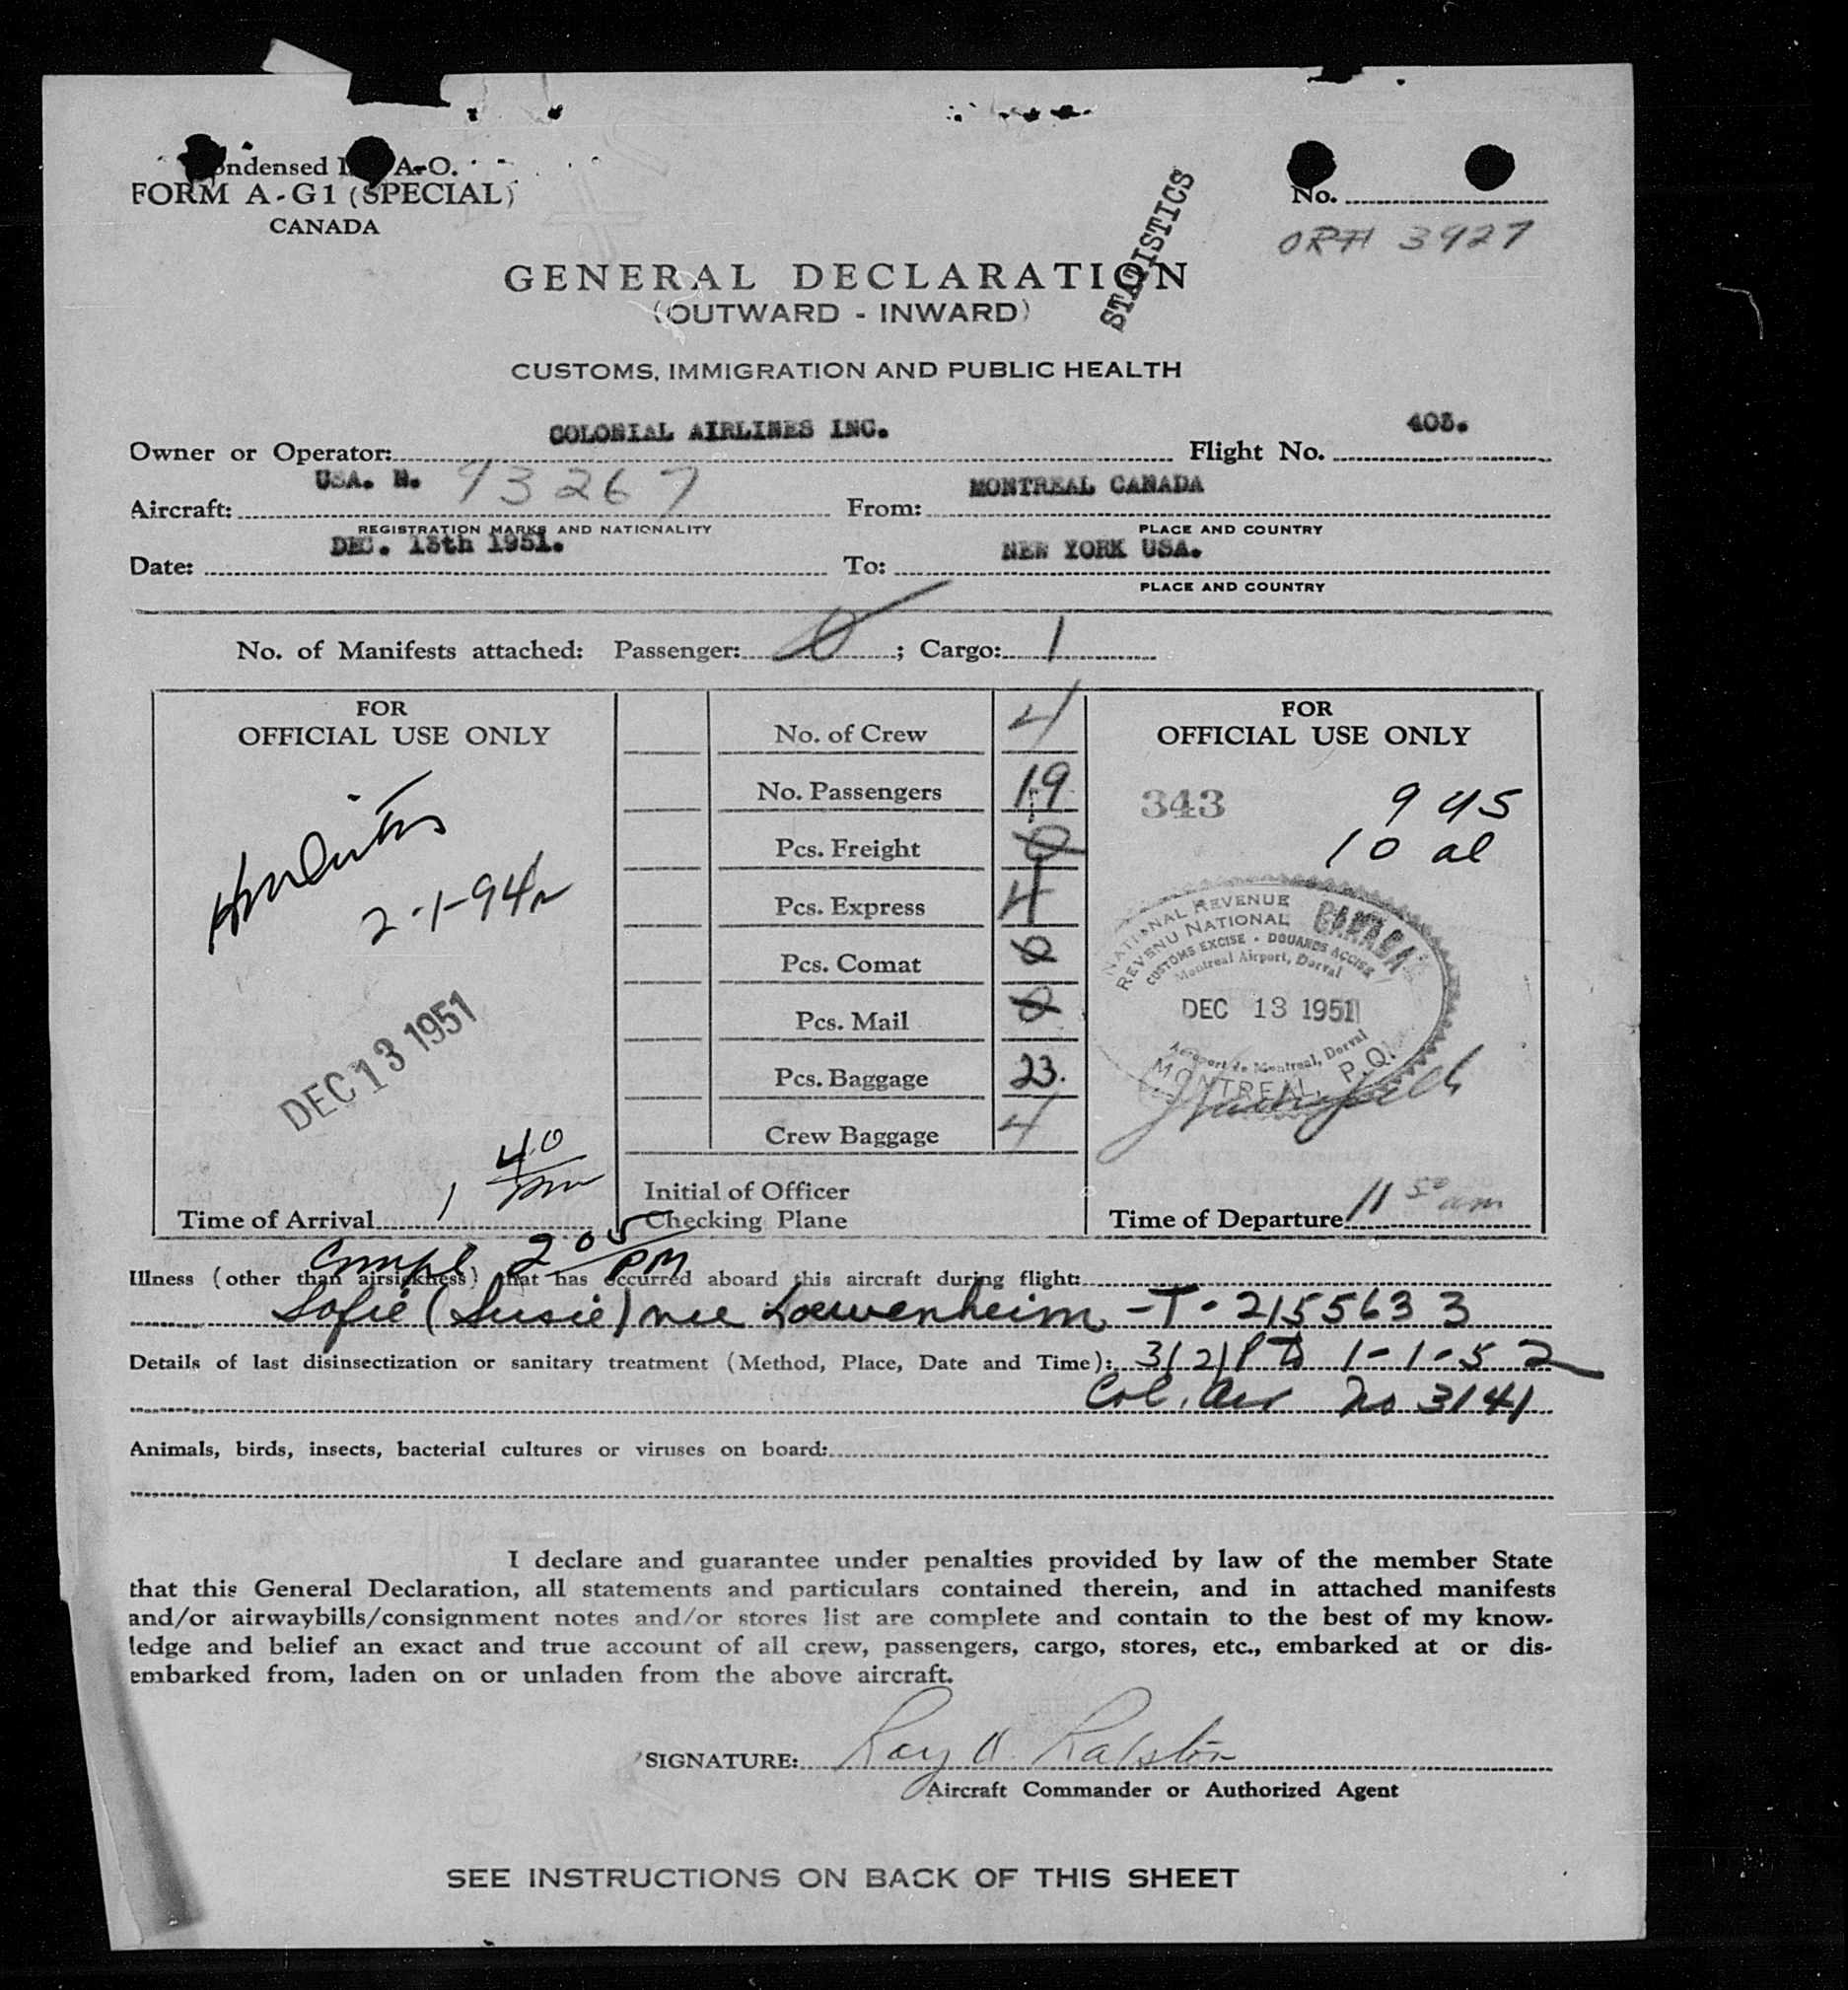 ondensed I A-O.
FORM A-G1 (SPECIAL)
CANADA
No.
ORH 3927
STATISTICS
GENERAL DECLARATION
(OUTWARD - INWARD)
CUSTOMS, IMMIGRATION AND PUBLIC HEALTH
Owner or Operator: COLONIAL AIRLINES INC. Flight No. 403.
Aircraft: USA. N. 93267 From: MONTREAL CANADA
REGISTRATION MARKS AND NATIONALITY PLACE AND COUNTRY
Date: DEC. 13th 1951. To: NEW YORK USA.
PLACE AND COUNTRY
No. of Manifests attached: Passenger: 0 ; Cargo: 1
FOR
OFFICIAL USE ONLY
2-1-94
DEC 13 1951
Time of Arrival 1 40 pm
No. of Crew 4
No. Passengers 19
Pcs. Freight 0
Pcs. Express 4
Pcs. Comat 0
Pcs. Mail 0
Pcs. Baggage 23.
Crew Baggage 4
Initial of Officer
Checking Plane
FOR
OFFICIAL USE ONLY
343
9 45
10 al
NATIONAL REVENUE
REVENU NATIONAL
CANADA
CUSTOMS EXCISE - DOUANES ACCISE
Montreal Airport, Dorval
DEC 13 1951
Aeroport de Montreal, Dorval
MONTREAL, P.Q.
Time of Departure 11 50 am
Compl 2 05 PM
Illness (other than airsickness) that has occurred aboard this aircraft during flight:
Sofie (Susie) nee Loewenheim - T-2155633
Details of last disinsectization or sanitary treatment (Method, Place, Date and Time): 3/21 P to 1-1-52
Col. Air no 3141
Animals, birds, insects, bacterial cultures or viruses on board:
I declare and guarantee under penalties provided by law of the member State
that this General Declaration, all statements and particulars contained therein, and in attached manifests
and/or airwaybills/consignment notes and/or stores list are complete and contain to the best of my know-
ledge and belief an exact and true account of all crew, passengers, cargo, stores, etc., embarked at or dis-
embarked from, laden on or unladen from the above aircraft.
SIGNATURE: Roy A. Ralston
Aircraft Commander or Authorized Agent
SEE INSTRUCTIONS ON BACK OF THIS SHEET